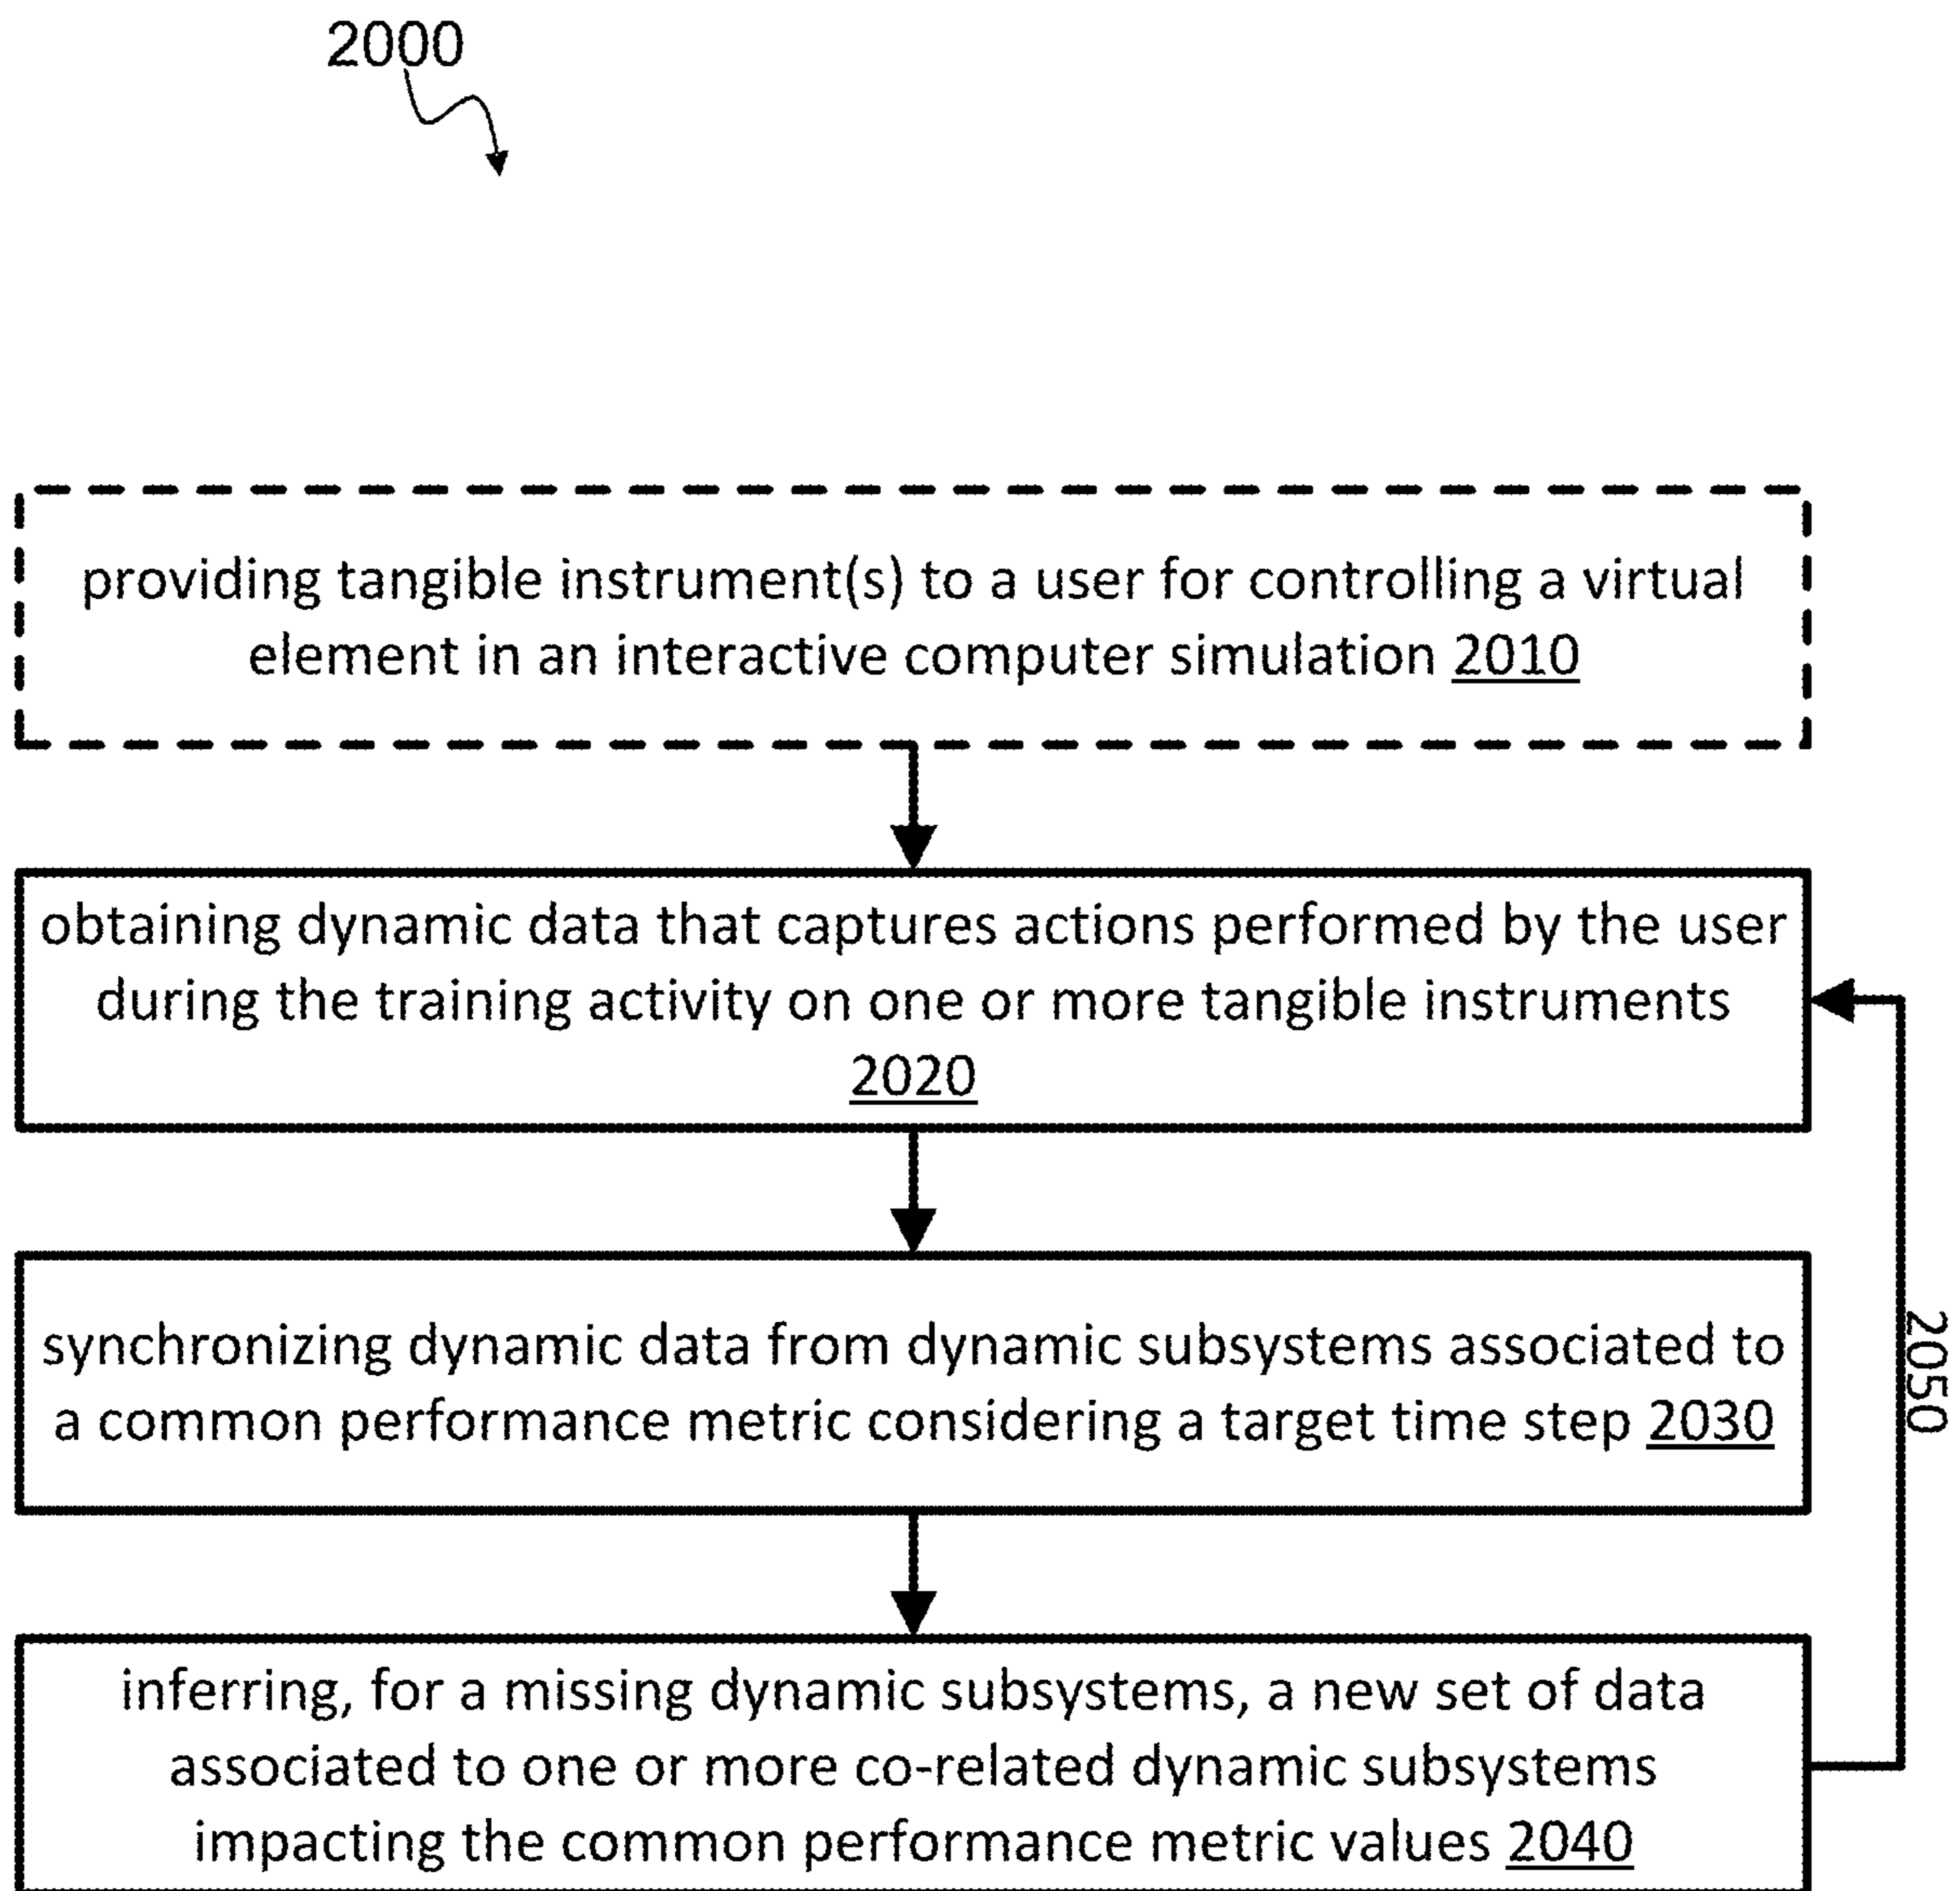 2000
providing tangible instrument(s) to a user for controlling a virtual
element in an interactive computer simulation 2010
obtaining dynamic data that captures actions performed by the user
during the training activity on one or more tangible instruments
2020
synchronizing dynamic data from dynamic subsystems associated to
a common performance metric considering a target time step 2030
2050
inferring, for a missing dynamic subsystems, a new set of data
associated to one or more co-related dynamic subsystems
impacting the common performance metric values 2040